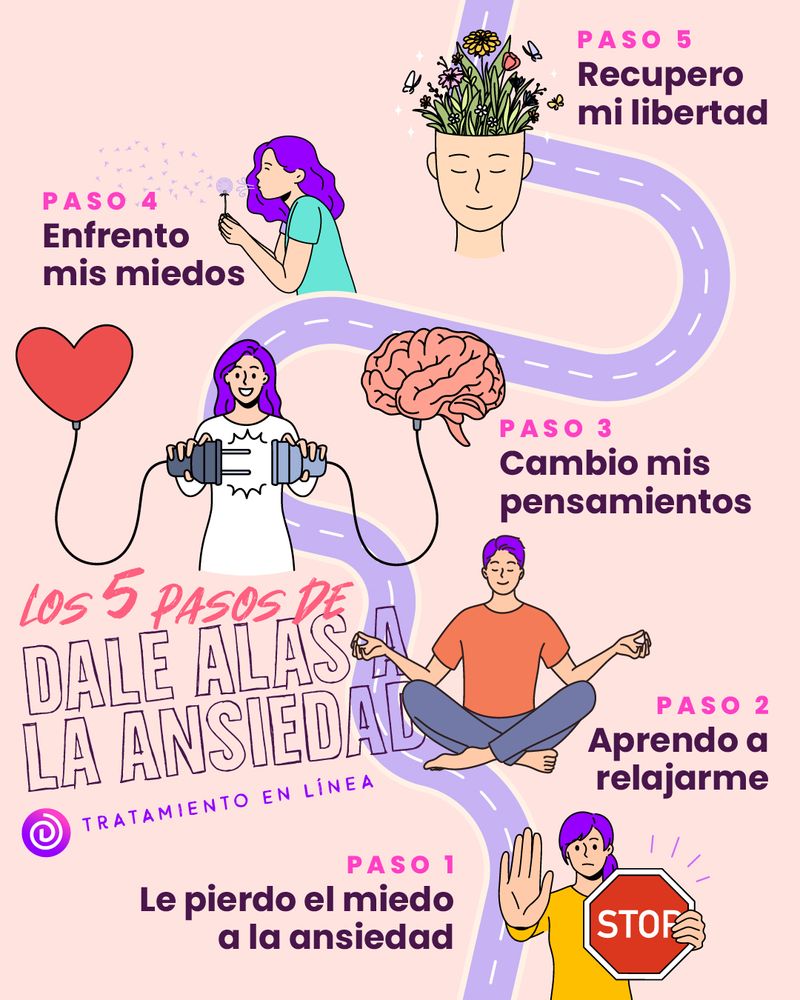 PASO 5
Recupero
mi libertad
PASO 4
Enfrento
mis miedos
PASO 3
Cambio mis
pensamientos
LOS 5 PASOS DE
DALE ALAS A
LA ANSIEDAD
TRATAMIENTO EN LÍNEA
PASO 2
Aprendo a
relajarme
PASO 1
Le pierdo el miedo
a la ansiedad
STOP